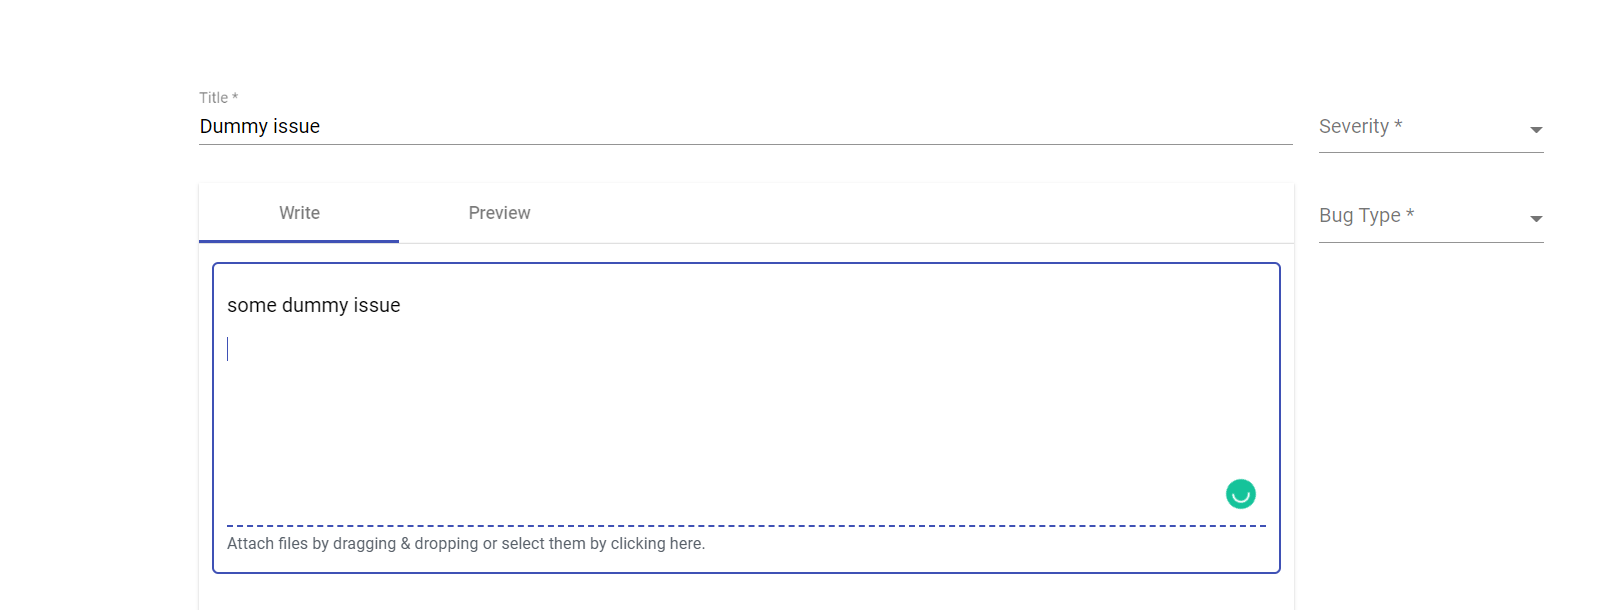 Title *
Dummy issue
Severity *
Write
Preview
Bug Type *
some dummy issue
Attach files by dragging & dropping or select them by clicking here.